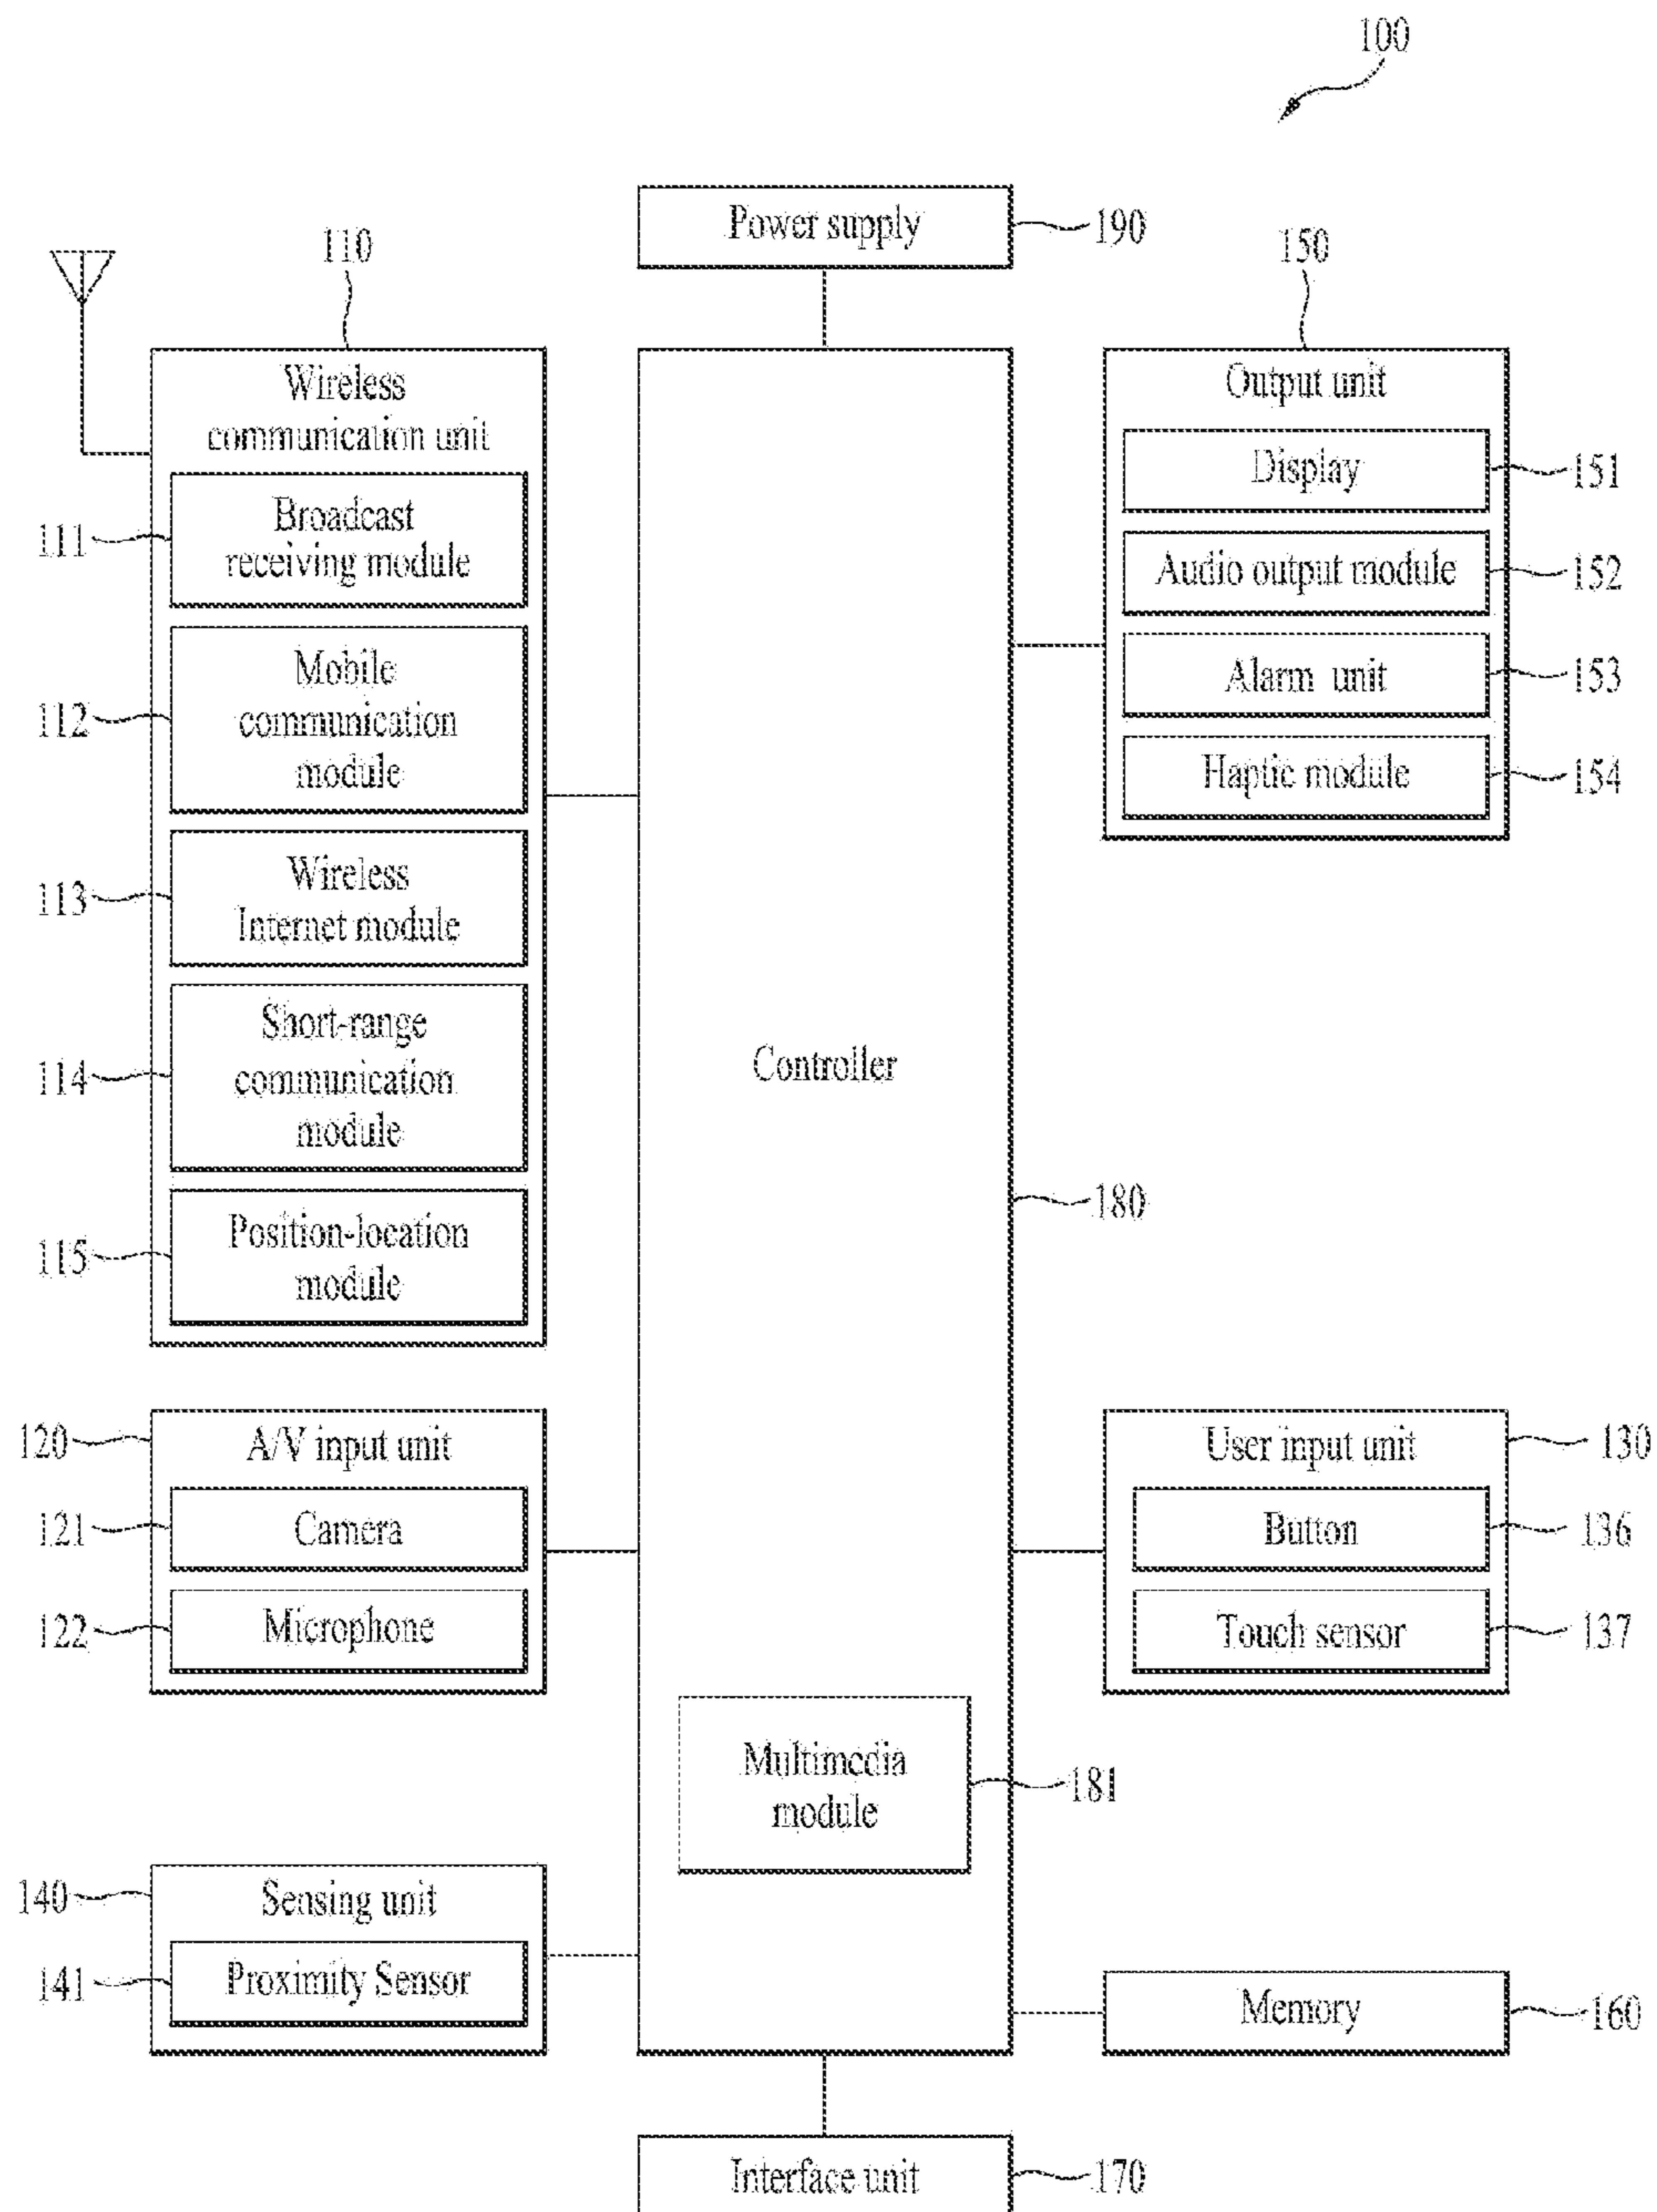 100
Power supply
190
110
150
Wireless
communication unit
Broadcast
receiving module
111
Mobile
communication
module
112
Wireless
Internet module
113
Short-range
communication
module
114
Position-location
module
115
Output unit
Display
151
Audio output module
152
Alarm unit
153
Haptic module
154
Controller
180
120
A/V input unit
121
Camera
122
Microphone
User input unit
130
Button
136
Touch sensor
137
Multimedia
module
181
140
Sensing unit
141
Proximity Sensor
Memory
160
Interface unit
170